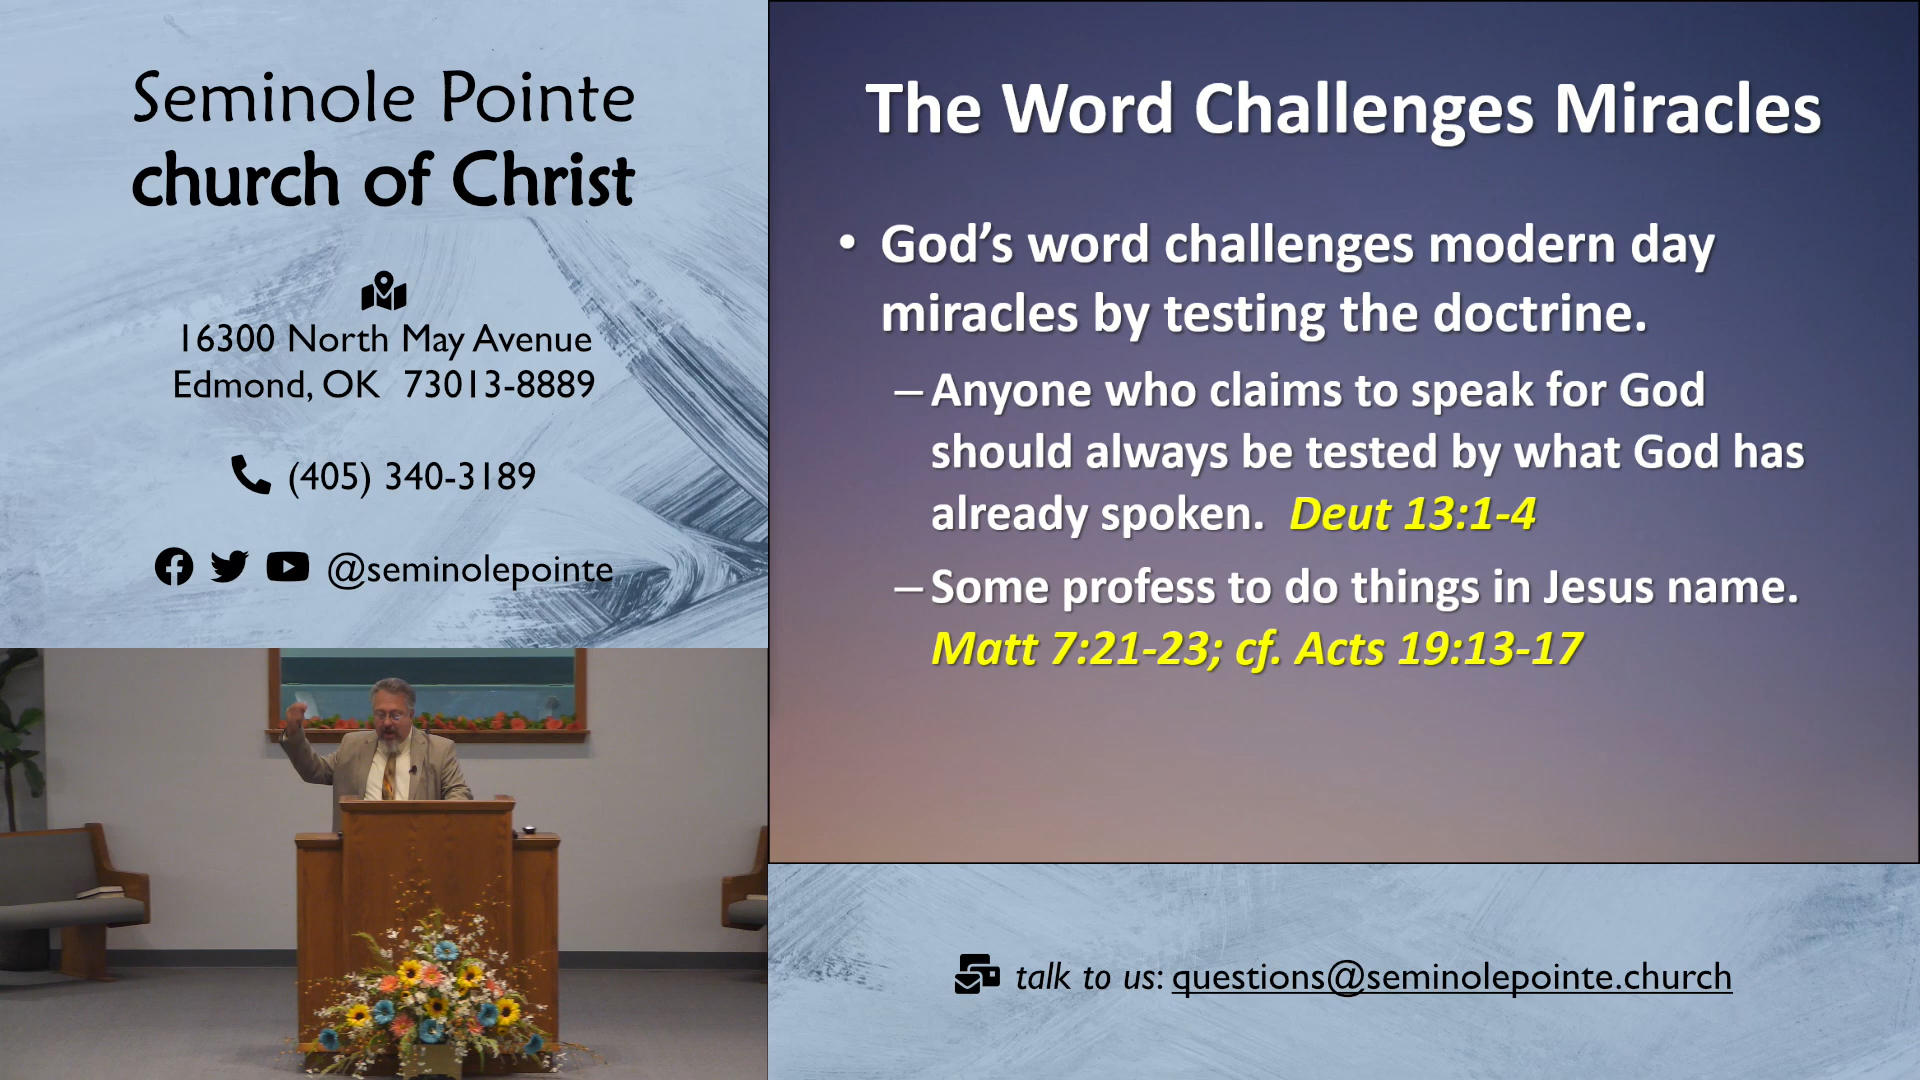 Seminole Pointe
church of Christ
16300 North May Avenue
Edmond, OK 73013-8889
(405) 340-3189
@seminolepointe
The Word Challenges Miracles
• God’s word challenges modern day
miracles by testing the doctrine.
– Anyone who claims to speak for God
should always be tested by what God has
already spoken. Deut 13:1-4
– Some profess to do things in Jesus name.
Matt 7:21-23; cf. Acts 19:13-17
talk to us: questions@seminolepointe.church